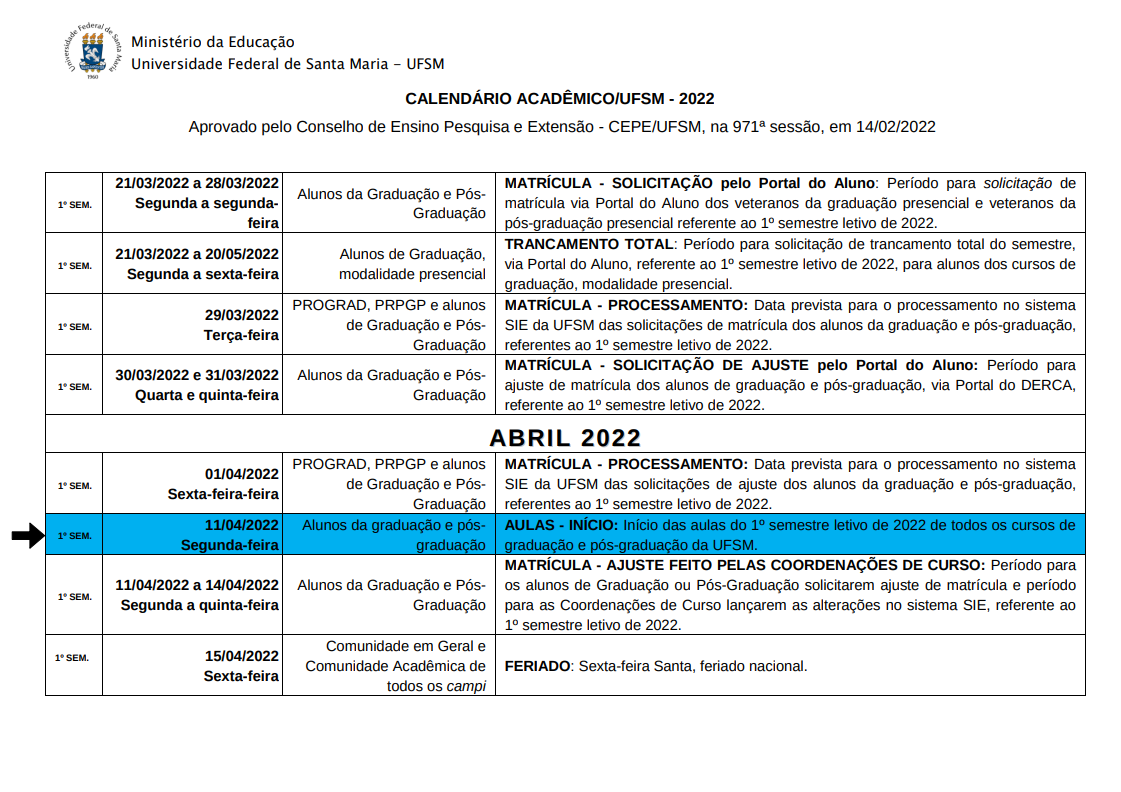 Universidade Federal de Santa Maria
1960
Ministério da Educação
Universidade Federal de Santa Maria – UFSM
CALENDÁRIO ACADÊMICO/UFSM - 2022
Aprovado pelo Conselho de Ensino Pesquisa e Extensão - CEPE/UFSM, na 971ª sessão, em 14/02/2022
1º SEM.
21/03/2022 a 28/03/2022
Segunda a segunda-
feira
Alunos da Graduação e Pós-
Graduação
MATRÍCULA - SOLICITAÇÃO pelo Portal do Aluno: Período para solicitação de
matrícula via Portal do Aluno dos veteranos da graduação presencial e veteranos da
pós-graduação presencial referente ao 1º semestre letivo de 2022.
1º SEM.
21/03/2022 a 20/05/2022
Segunda a sexta-feira
Alunos de Graduação,
modalidade presencial
TRANCAMENTO TOTAL: Período para solicitação de trancamento total do semestre,
via Portal do Aluno, referente ao 1º semestre letivo de 2022, para alunos dos cursos de
graduação, modalidade presencial.
1º SEM.
29/03/2022
Terça-feira
PROGRAD, PRPGP e alunos
de Graduação e Pós-
Graduação
MATRÍCULA - PROCESSAMENTO: Data prevista para o processamento no sistema
SIE da UFSM das solicitações de matrícula dos alunos da graduação e pós-graduação,
referentes ao 1º semestre letivo de 2022.
1º SEM.
30/03/2022 e 31/03/2022
Quarta e quinta-feira
Alunos da Graduação e Pós-
Graduação
MATRÍCULA - SOLICITAÇÃO DE AJUSTE pelo Portal do Aluno: Período para
ajuste de matrícula dos alunos de graduação e pós-graduação, via Portal do DERCA,
referente ao 1º semestre letivo de 2022.
ABRIL 2022
1º SEM.
01/04/2022
Sexta-feira-feira
PROGRAD, PRPGP e alunos
de Graduação e Pós-
Graduação
MATRÍCULA - PROCESSAMENTO: Data prevista para o processamento no sistema
SIE da UFSM das solicitações de ajuste dos alunos da graduação e pós-graduação,
referentes ao 1º semestre letivo de 2022.
1º SEM.
11/04/2022
Segunda-feira
Alunos da graduação e pós-
graduação
AULAS - INÍCIO: Início das aulas do 1º semestre letivo de 2022 de todos os cursos de
graduação e pós-graduação da UFSM.
1º SEM.
11/04/2022 a 14/04/2022
Segunda a quinta-feira
Alunos da Graduação e Pós-
Graduação
MATRÍCULA - AJUSTE FEITO PELAS COORDENAÇÕES DE CURSO: Período para
os alunos de Graduação ou Pós-Graduação solicitarem ajuste de matrícula e período
para as Coordenações de Curso lançarem as alterações no sistema SIE, referente ao
1º semestre letivo de 2022.
1º SEM.
15/04/2022
Sexta-feira
Comunidade em Geral e
Comunidade Acadêmica de
todos os campi
FERIADO: Sexta-feira Santa, feriado nacional.